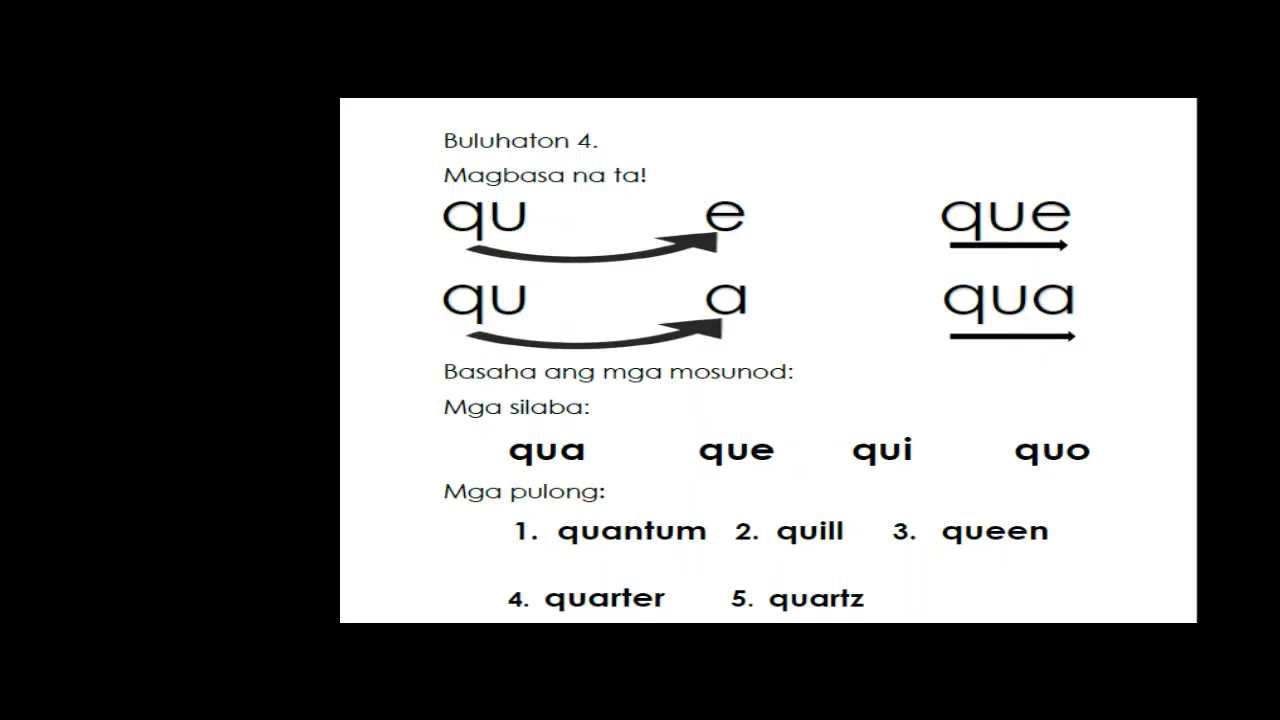 Buluhaton 4.
Magbasa na ta!
qu e que
qu a qua
Basaha ang mga mosunod:
Mga silaba:
qua que qui quo
Mga pulong:
1. quantum 2. quill 3. queen
4. quarter 5. quartz